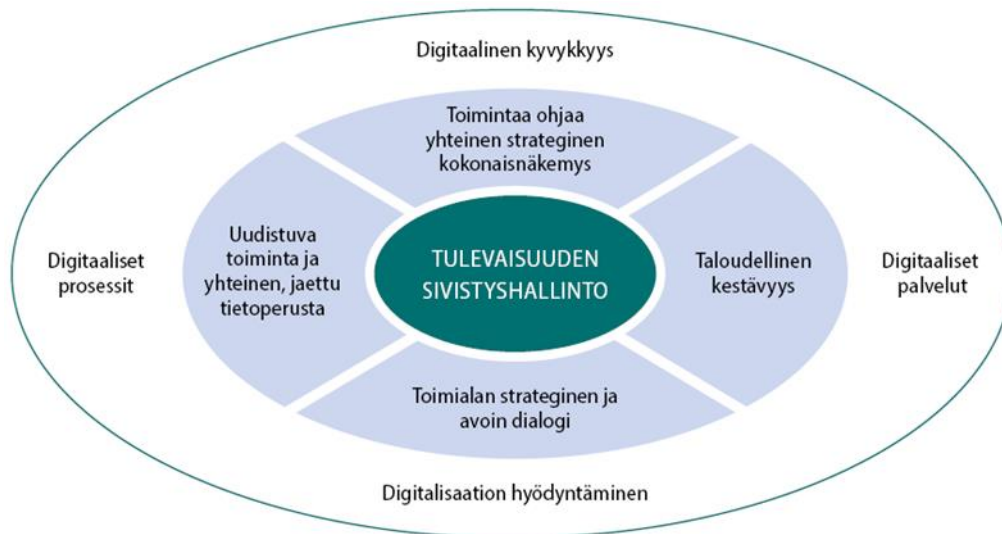 Digitaalinen kyvykkyys
Toimintaa ohjaa
yhteinen strateginen
kokonaisnäkemys
Digitaaliset
prosessit
Uudistuva
toiminta ja
yhteinen, jaettu
tietoperusta
TULEVAISUUDEN
SIVISTYSHALLINTO
Taloudellinen
kestävyys
Digitaaliset
palvelut
Toimialan strateginen ja
avoin dialogi
Digitalisaation hyödyntäminen